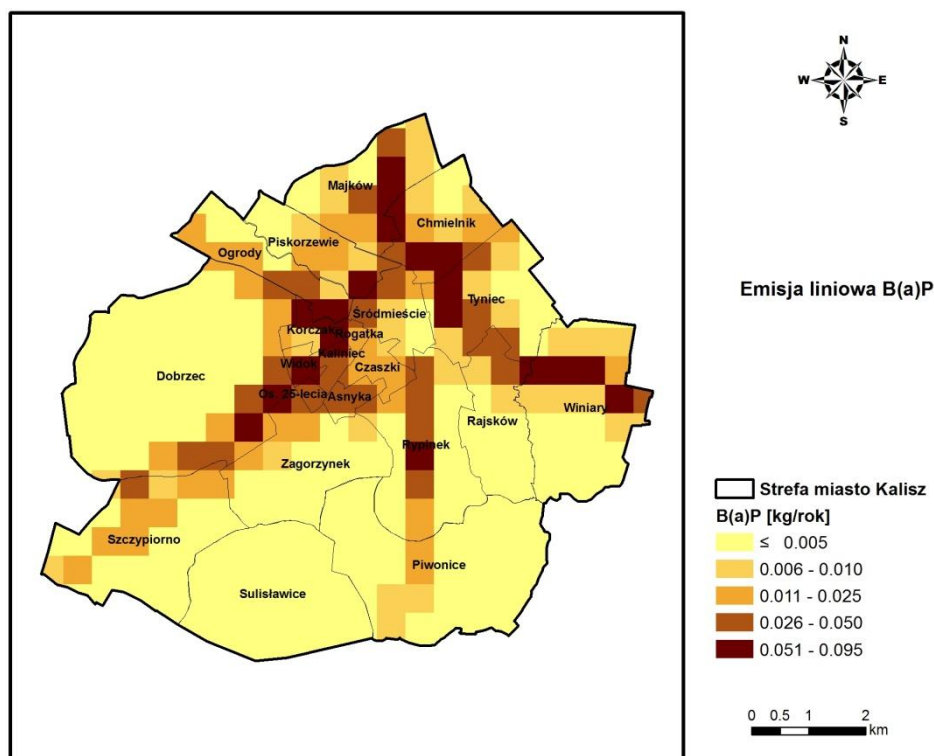 N
W E
S
Majków
Chmielnik
Piskorzewie
Ogrody
Emisja liniowa B(a)P
Tyniec
Śródmieście
Korczak
Rogatka
Kaliniec
Widok
Czaszki
Dobrzec
Os. 25-lecia
Asnyka
Winiary
Rajsków
Rypinek
Zagorzynek
Strefa miasto Kalisz
B(a)P [kg/rok]
≤ 0.005
0.006 - 0.010
0.011 - 0.025
0.026 - 0.050
0.051 - 0.095
Szczypiorno
Piwonice
Sulisławice
0 0.5 1 2
km